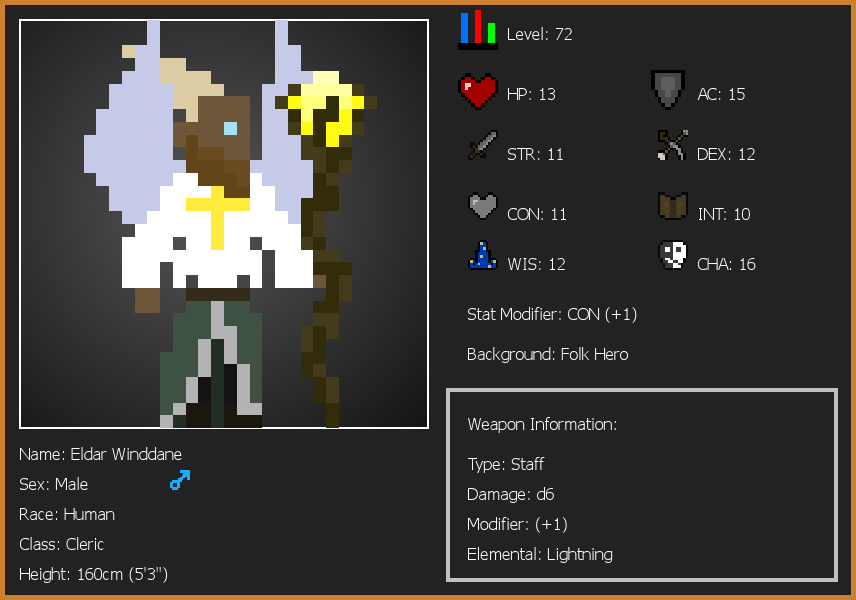 Level: 72
HP: 13
AC: 15
STR: 11
DEX: 12
CON: 11
INT: 10
WIS: 12
CHA: 16
Stat Modifier: CON (+1)
Background: Folk Hero
Weapon Information:
Type: Staff
Damage: d6
Modifier: (+1)
Elemental: Lightning
Name: Eldar Winddane
Sex: Male
Race: Human
Class: Cleric
Height: 160cm (5'3")